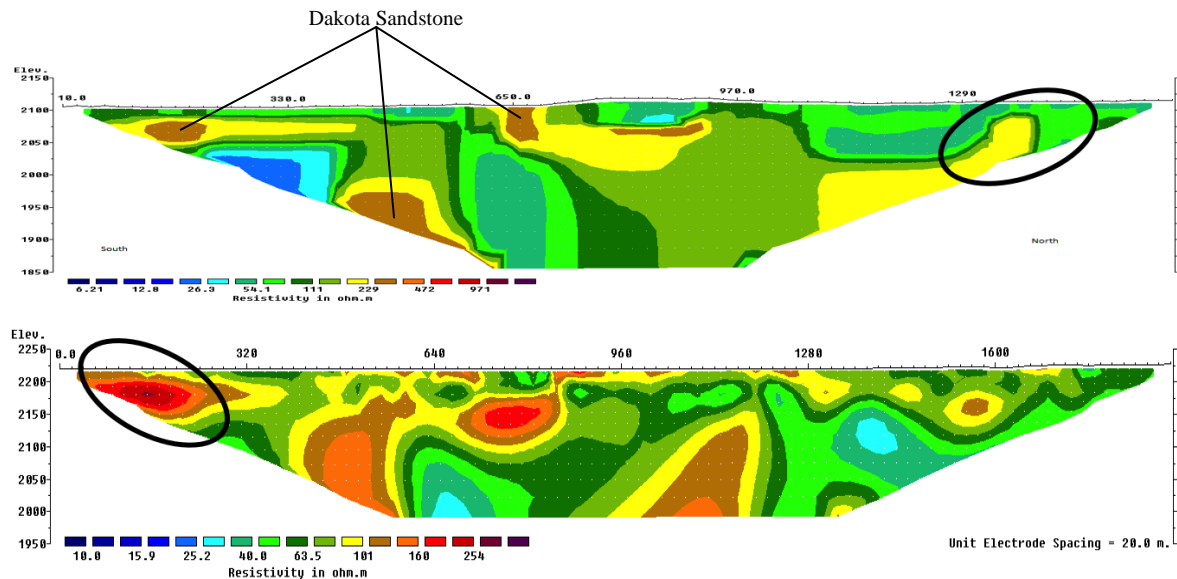 Dakota Sandstone
Elev.
2150
10.0 330.0 650.0 970.0 1290
2100
2050
2000
1950
1900
1850
South
North
6.21 12.8 26.3 54.1 111 229 472 971
Resistivity in ohm.m
Elev.
2250
0.0 320 640 960 1280 1600
2200
2150
2100
2050
2000
1950
10.0 15.9 25.2 40.0 63.5 101 160 254
Resistivity in ohm.m
Unit Electrode Spacing = 20.0 m.